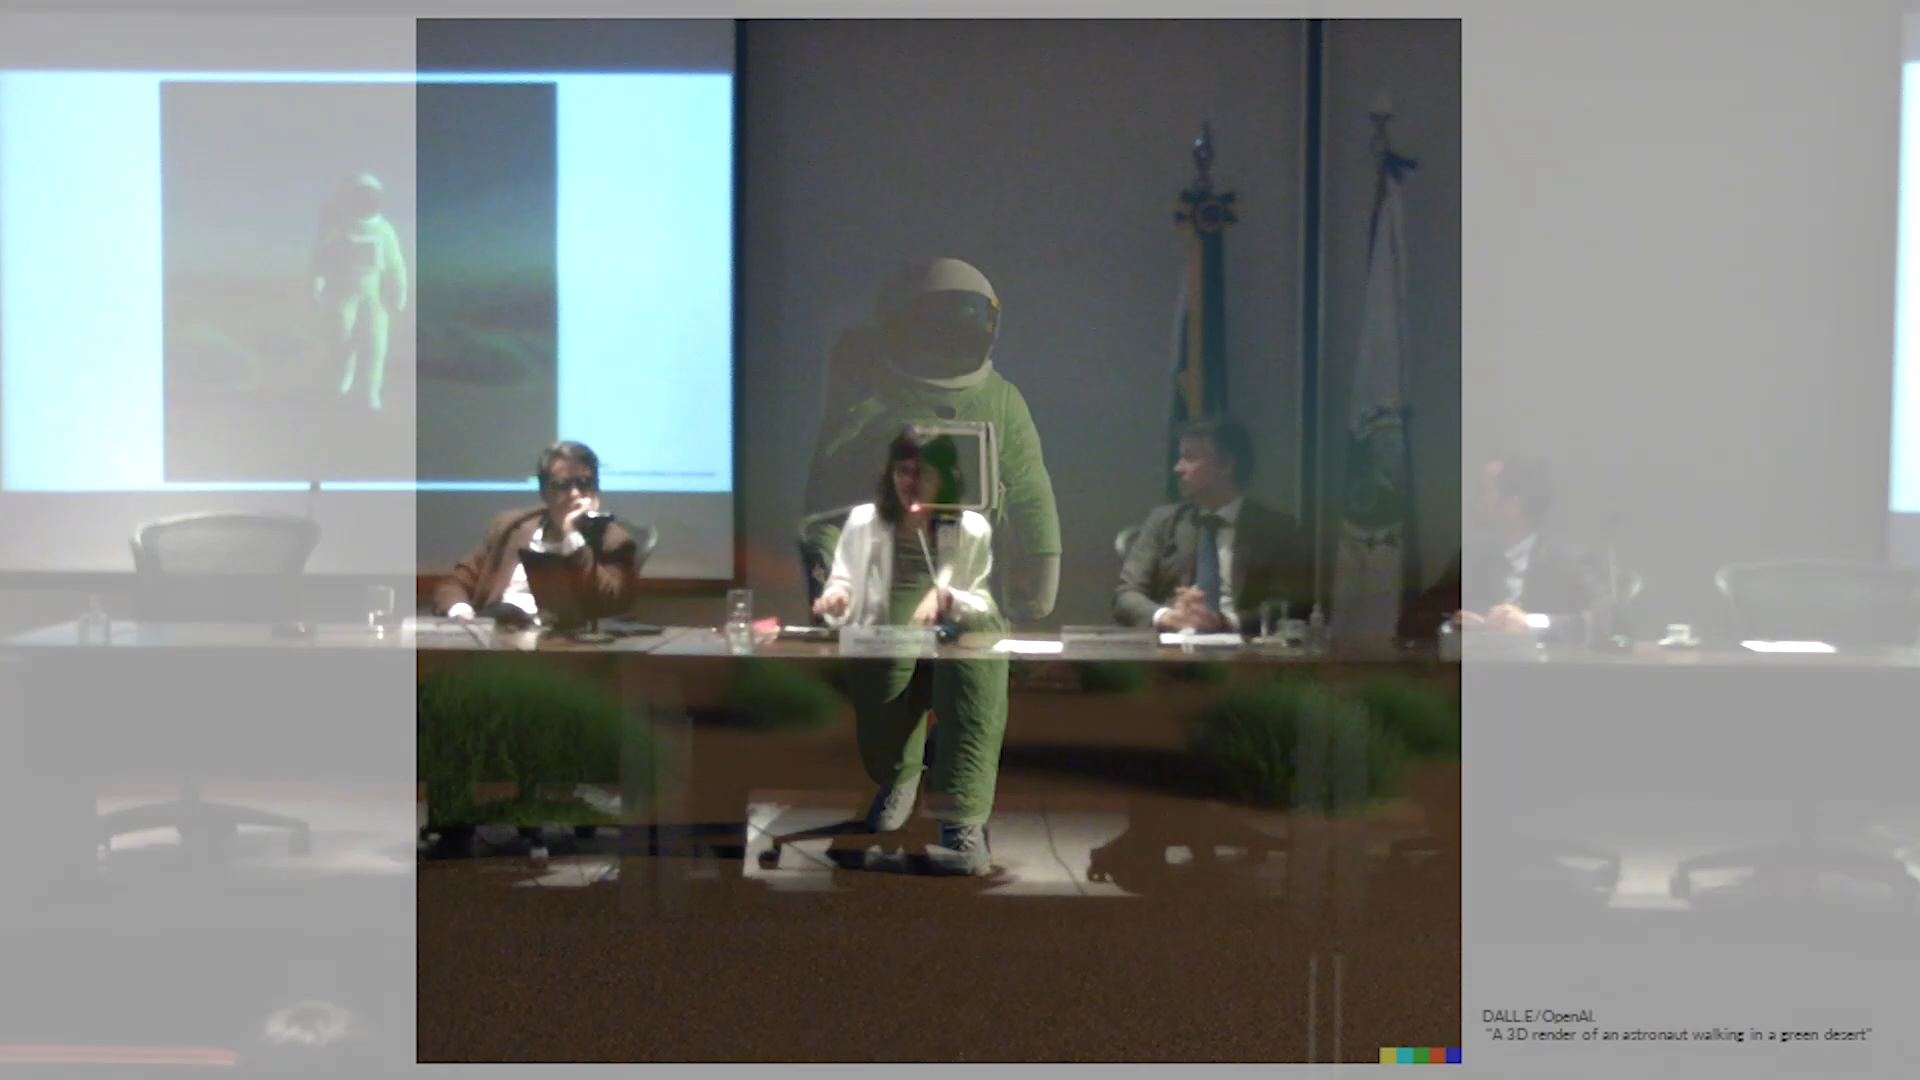 DALL.E/OpenAI.
"A 3D render of an astronaut walking in a green desert"